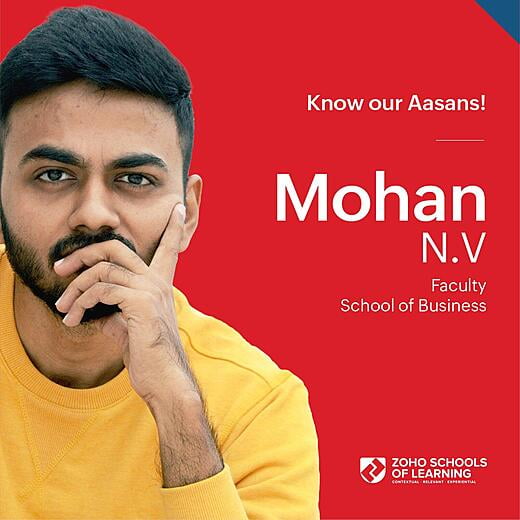 Know our Aasans!
Mohan
N.V
Faculty
School of Business
ZOHO SCHOOLS
OF LEARNING
CONTEXTUAL · RELEVANT · EXPERIENTIAL